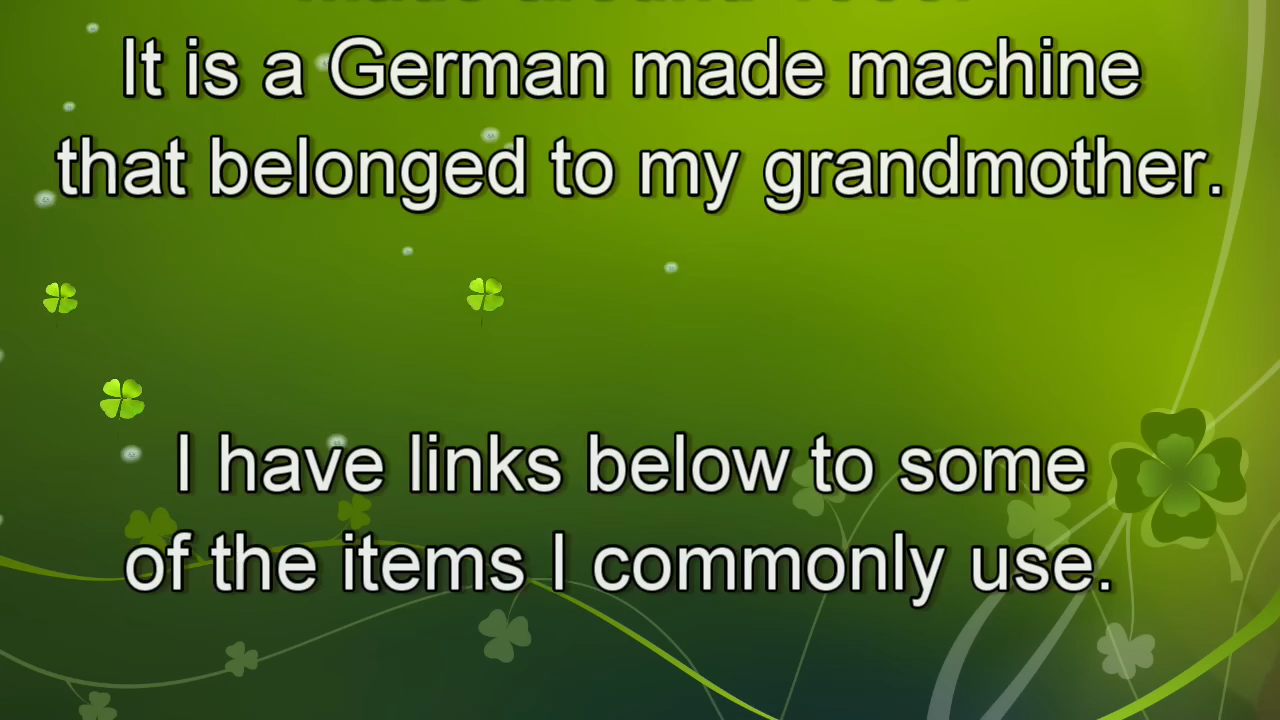 It is a German made machine
that belonged to my grandmother.
I have links below to some
of the items I commonly use.